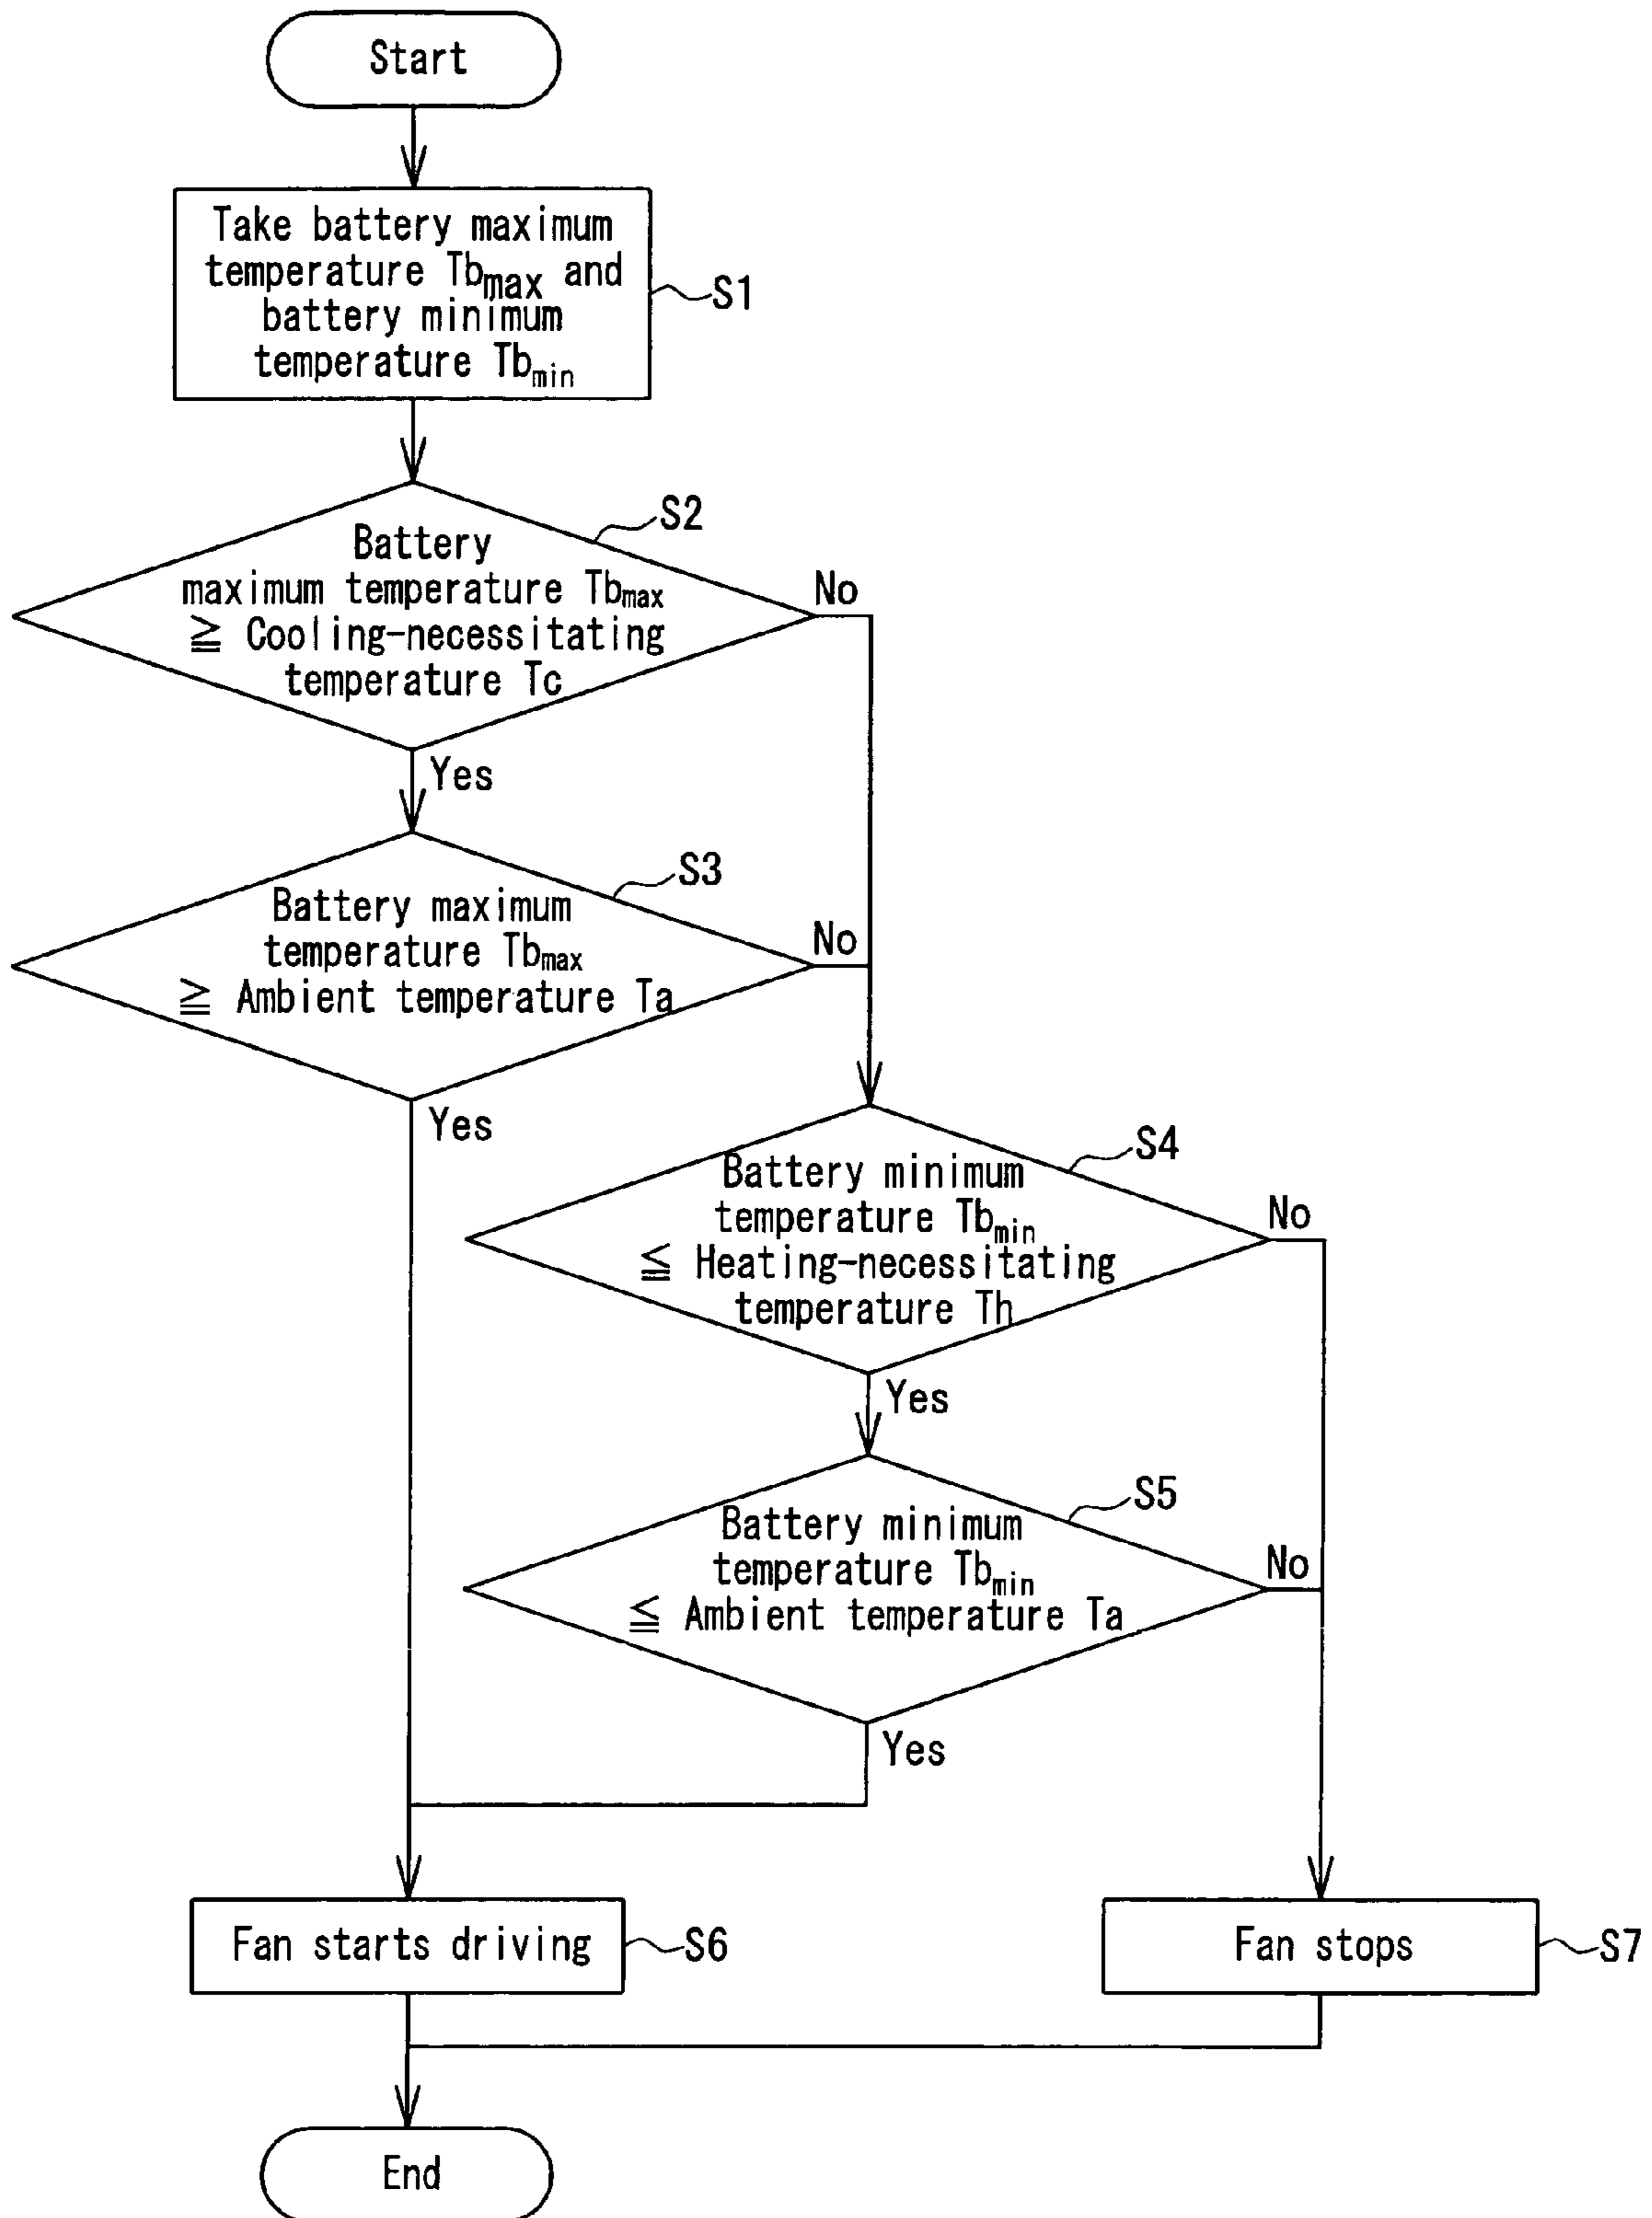 Start
Take battery maximum
temperature Tbmax and
battery minimum
temperature Tbmin
S1
S2
Battery
maximum temperature Tbmax
≧ Cooling-necessitating
temperature Tc
No
Yes
S3
Battery maximum
temperature Tbmax
≧ Ambient temperature Ta
No
Yes
S4
Battery minimum
temperature Tbmin
≦ Heating-necessitating
temperature Th
No
Yes
S5
Battery minimum
temperature Tbmin
≦ Ambient temperature Ta
No
Yes
Fan starts driving
S6
Fan stops
S7
End